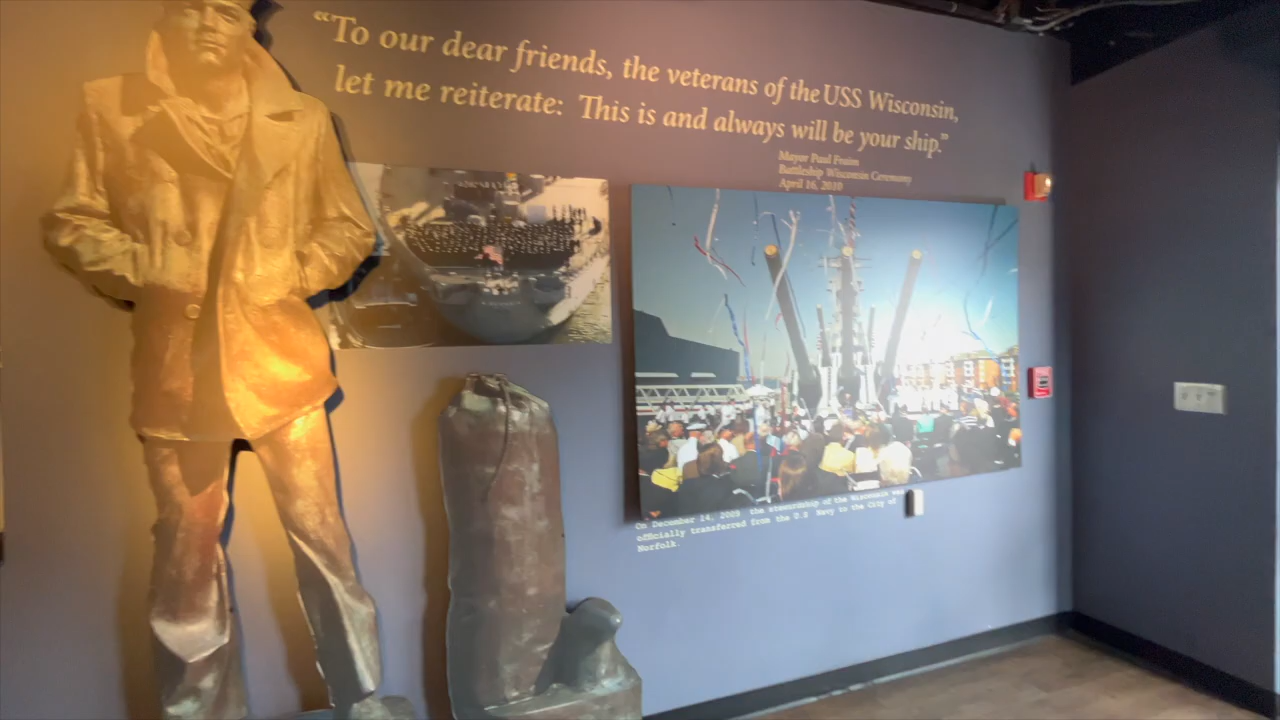 “To our dear friends, the veterans of the USS Wisconsin,
let me reiterate: This is and always will be your ship.”
Mayor Paul Fraim
Battleship Wisconsin Ceremony
April 16, 2010
On December 14, 2009 the stewardship of the Wisconsin was
officially transferred from the U.S Navy to the City of
Norfolk.